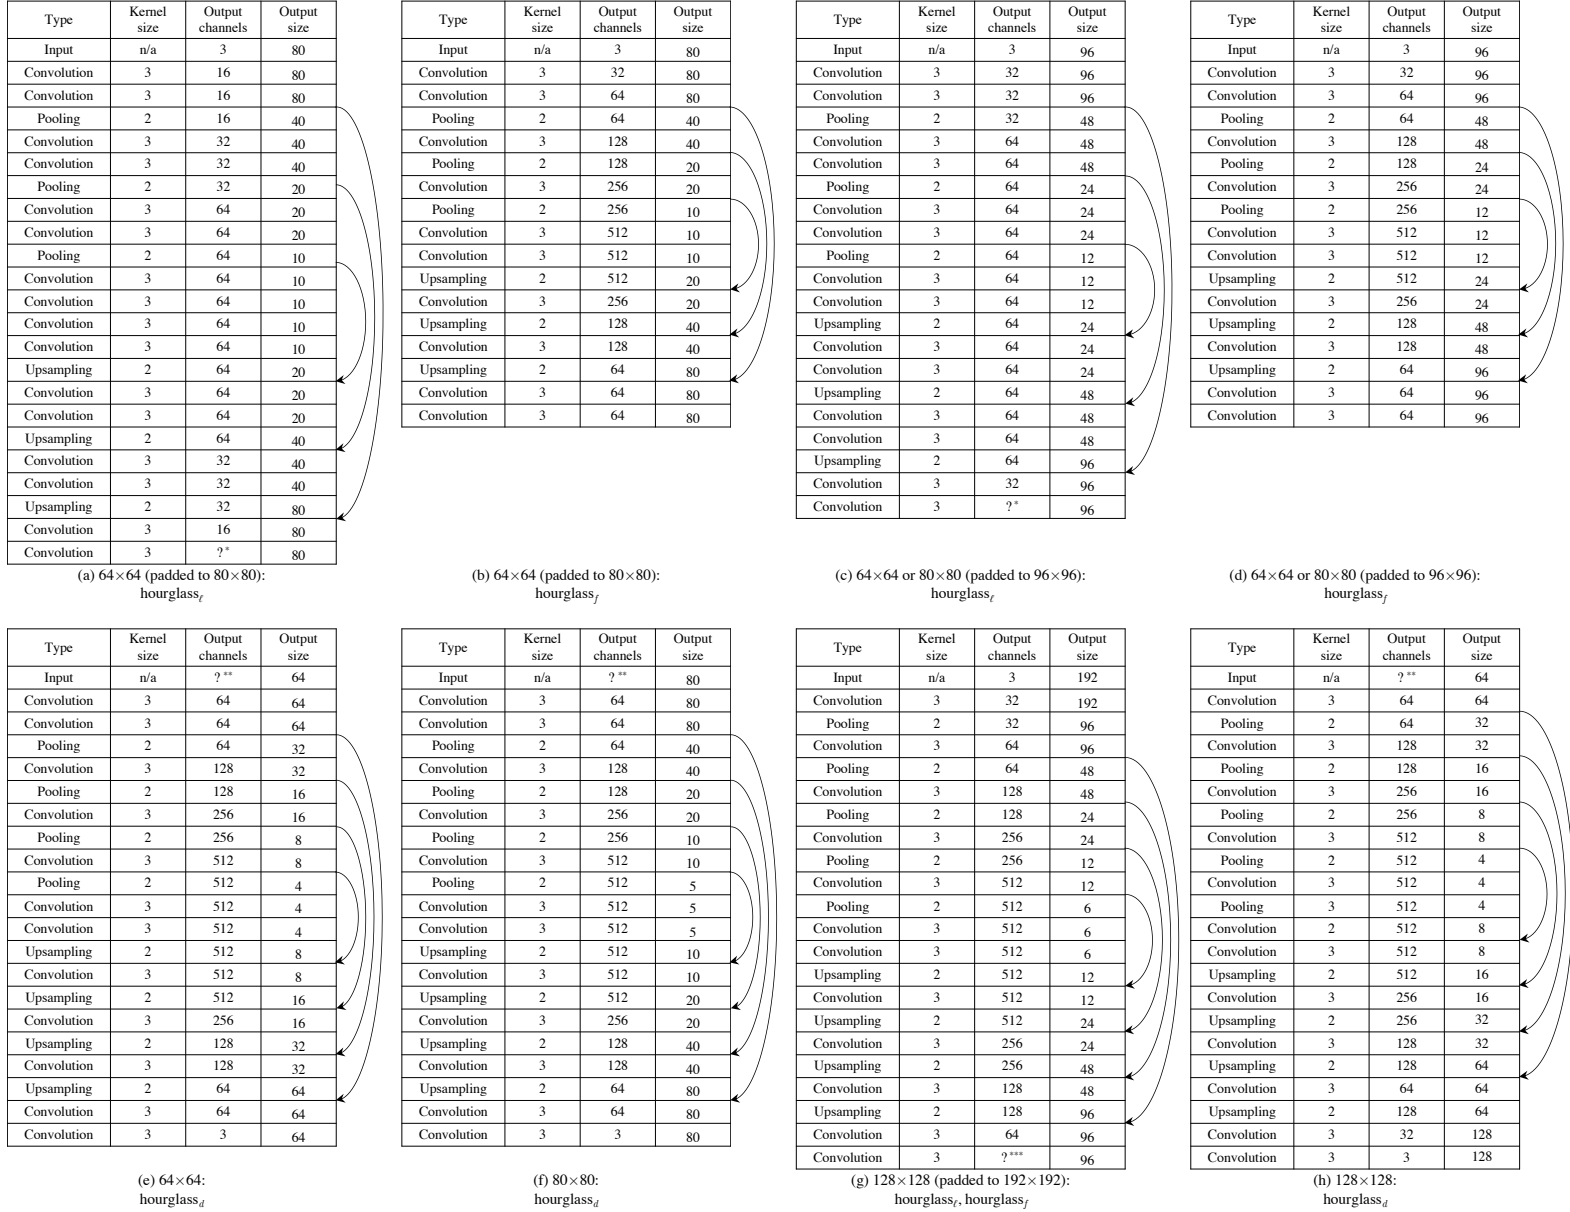 Type Kernel size Output channels Output size
Input n/a 3 80
Convolution 3 16 80
Convolution 3 16 80
Pooling 2 16 40
Convolution 3 32 40
Convolution 3 32 40
Pooling 2 32 20
Convolution 3 64 20
Convolution 3 64 20
Pooling 2 64 10
Convolution 3 64 10
Convolution 3 64 10
Convolution 3 64 10
Convolution 3 64 10
Upsampling 2 64 20
Convolution 3 64 20
Convolution 3 64 20
Upsampling 2 64 40
Convolution 3 32 40
Convolution 3 32 40
Upsampling 2 32 80
Convolution 3 16 80
Convolution 3 ?* 80
(a) 64×64 (padded to 80×80):
hourglassℓ
Type Kernel size Output channels Output size
Input n/a 3 80
Convolution 3 32 80
Convolution 3 64 80
Pooling 2 64 40
Convolution 3 128 40
Pooling 2 128 20
Convolution 3 256 20
Pooling 2 256 10
Convolution 3 512 10
Convolution 3 512 10
Upsampling 2 512 20
Convolution 3 256 20
Upsampling 2 128 40
Convolution 3 128 40
Upsampling 2 64 80
Convolution 3 64 80
Convolution 3 64 80
(b) 64×64 (padded to 80×80):
hourglassf
Type Kernel size Output channels Output size
Input n/a 3 96
Convolution 3 32 96
Convolution 3 32 96
Pooling 2 32 48
Convolution 3 64 48
Convolution 3 64 48
Pooling 2 64 24
Convolution 3 64 24
Convolution 3 64 24
Pooling 2 64 12
Convolution 3 64 12
Convolution 3 64 12
Upsampling 2 64 24
Convolution 3 64 24
Convolution 3 64 24
Upsampling 2 64 48
Convolution 3 64 48
Convolution 3 64 48
Upsampling 2 64 96
Convolution 3 32 96
Convolution 3 ?* 96
(c) 64×64 or 80×80 (padded to 96×96):
hourglassℓ
Type Kernel size Output channels Output size
Input n/a 3 96
Convolution 3 32 96
Convolution 3 64 96
Pooling 2 64 48
Convolution 3 128 48
Pooling 2 128 24
Convolution 3 256 24
Pooling 2 256 12
Convolution 3 512 12
Convolution 3 512 12
Upsampling 2 512 24
Convolution 3 256 24
Upsampling 2 128 48
Convolution 3 128 48
Upsampling 2 64 96
Convolution 3 64 96
Convolution 3 64 96
(d) 64×64 or 80×80 (padded to 96×96):
hourglassf
Type Kernel size Output channels Output size
Input n/a ?** 64
Convolution 3 64 64
Convolution 3 64 64
Pooling 2 64 32
Convolution 3 128 32
Pooling 2 128 16
Convolution 3 256 16
Pooling 2 256 8
Convolution 3 512 8
Pooling 2 512 4
Convolution 3 512 4
Convolution 3 512 4
Upsampling 2 512 8
Convolution 3 512 8
Upsampling 2 512 16
Convolution 3 256 16
Upsampling 2 128 32
Convolution 3 128 32
Upsampling 2 64 64
Convolution 3 64 64
Convolution 3 3 64
(e) 64×64:
hourglassd
Type Kernel size Output channels Output size
Input n/a ?** 80
Convolution 3 64 80
Convolution 3 64 80
Pooling 2 64 40
Convolution 3 128 40
Pooling 2 128 20
Convolution 3 256 20
Pooling 2 256 10
Convolution 3 512 10
Pooling 2 512 5
Convolution 3 512 5
Convolution 3 512 5
Upsampling 2 512 10
Convolution 3 512 10
Upsampling 2 512 20
Convolution 3 256 20
Upsampling 2 128 40
Convolution 3 128 40
Upsampling 2 64 80
Convolution 3 64 80
Convolution 3 3 80
(f) 80×80:
hourglassd
Type Kernel size Output channels Output size
Input n/a 3 192
Convolution 3 32 192
Pooling 2 32 96
Convolution 3 64 96
Pooling 2 64 48
Convolution 3 128 48
Pooling 2 128 24
Convolution 3 256 24
Pooling 2 256 12
Convolution 3 512 12
Pooling 2 512 6
Convolution 3 512 6
Convolution 3 512 6
Upsampling 2 512 12
Convolution 3 512 12
Upsampling 2 512 24
Convolution 3 256 24
Upsampling 2 256 48
Convolution 3 128 48
Upsampling 2 128 96
Convolution 3 64 96
Convolution 3 ?*** 96
(g) 128×128 (padded to 192×192):
hourglassℓ, hourglassf
Type Kernel size Output channels Output size
Input n/a ?** 64
Convolution 3 64 64
Pooling 2 64 32
Convolution 3 128 32
Pooling 2 128 16
Convolution 3 256 16
Pooling 2 256 8
Convolution 3 512 8
Pooling 2 512 4
Convolution 3 512 4
Pooling 3 512 4
Convolution 2 512 8
Convolution 3 512 8
Upsampling 2 512 16
Convolution 3 256 16
Upsampling 2 256 32
Convolution 3 128 32
Upsampling 2 128 64
Convolution 3 64 64
Upsampling 2 128 64
Convolution 3 32 128
Convolution 3 3 128
(h) 128×128:
hourglassd